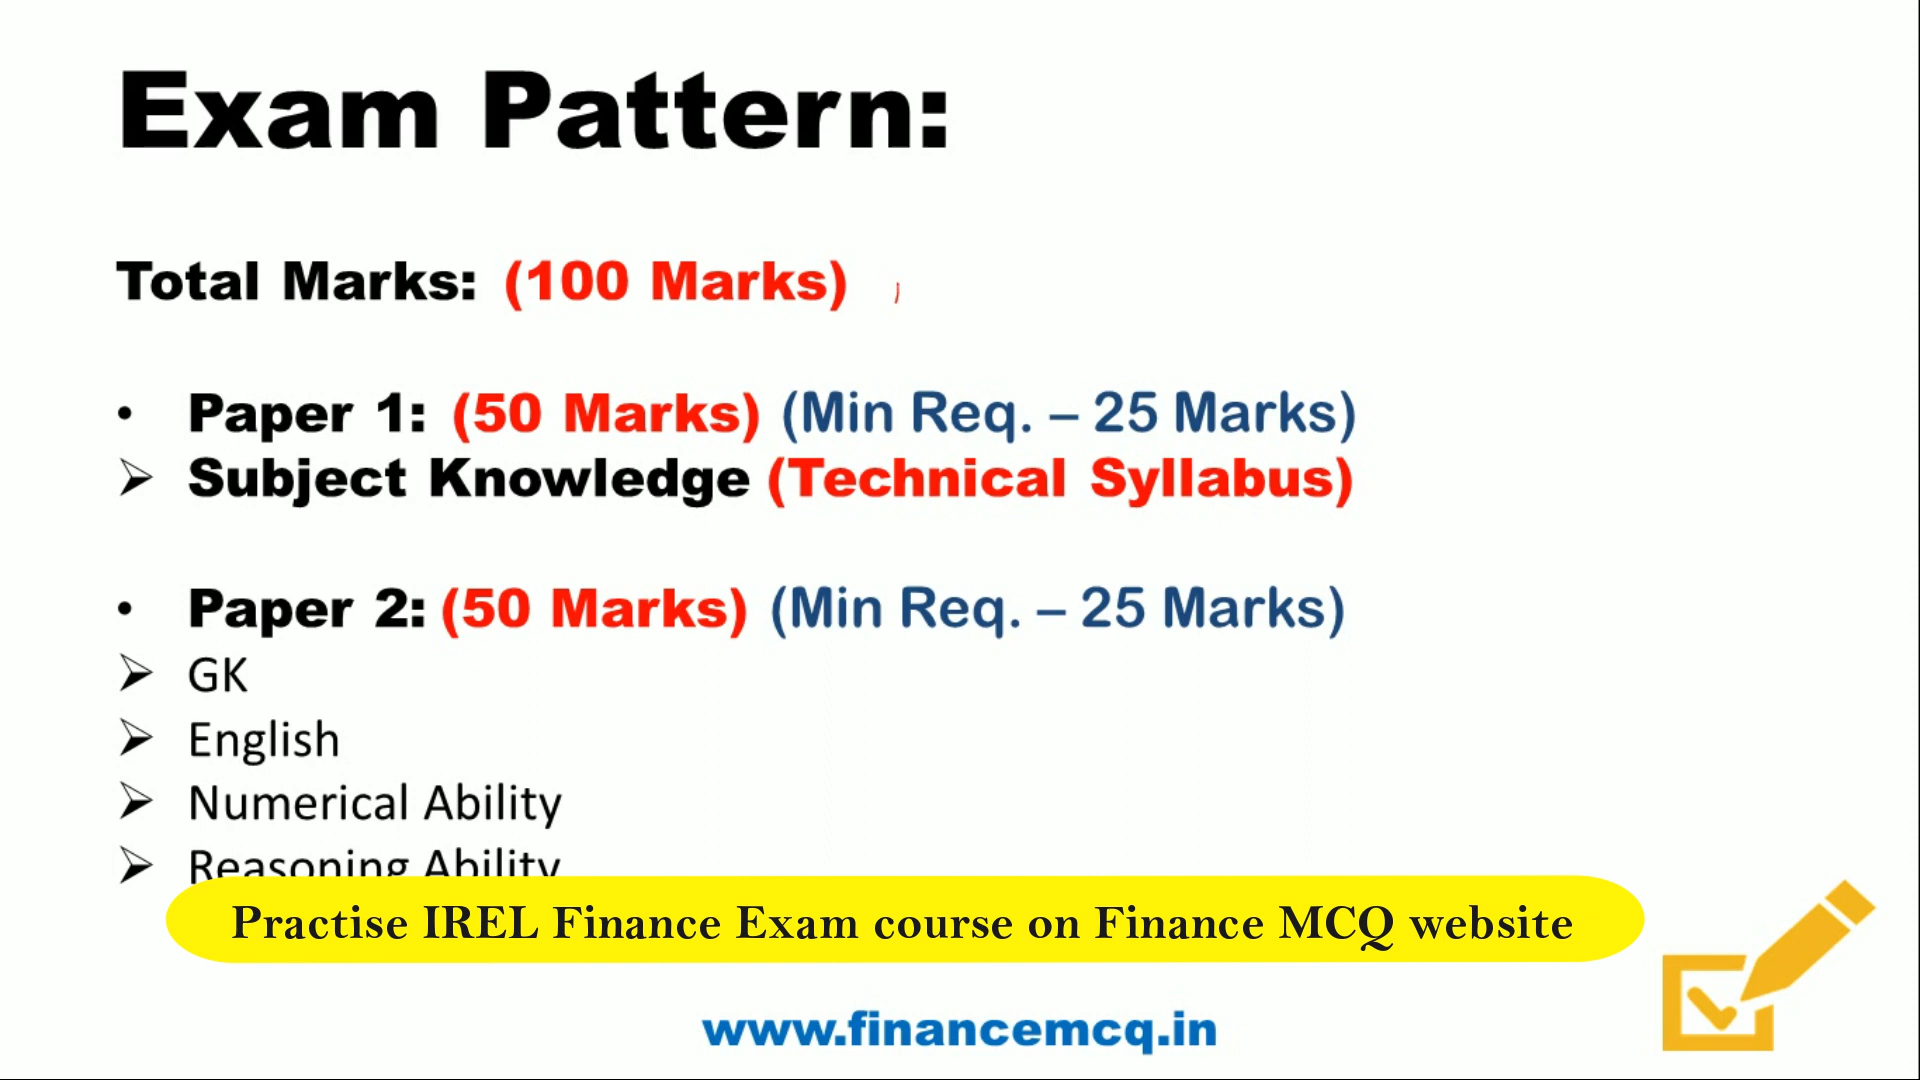 Exam Pattern:
Total Marks: (100 Marks)
• Paper 1: (50 Marks) (Min Req. – 25 Marks)
➢ Subject Knowledge (Technical Syllabus)
• Paper 2: (50 Marks) (Min Req. – 25 Marks)
➢ GK
➢ English
➢ Numerical Ability
➢ Reasoning Ability
Practise IREL Finance Exam course on Finance MCQ website
www.financemcq.in